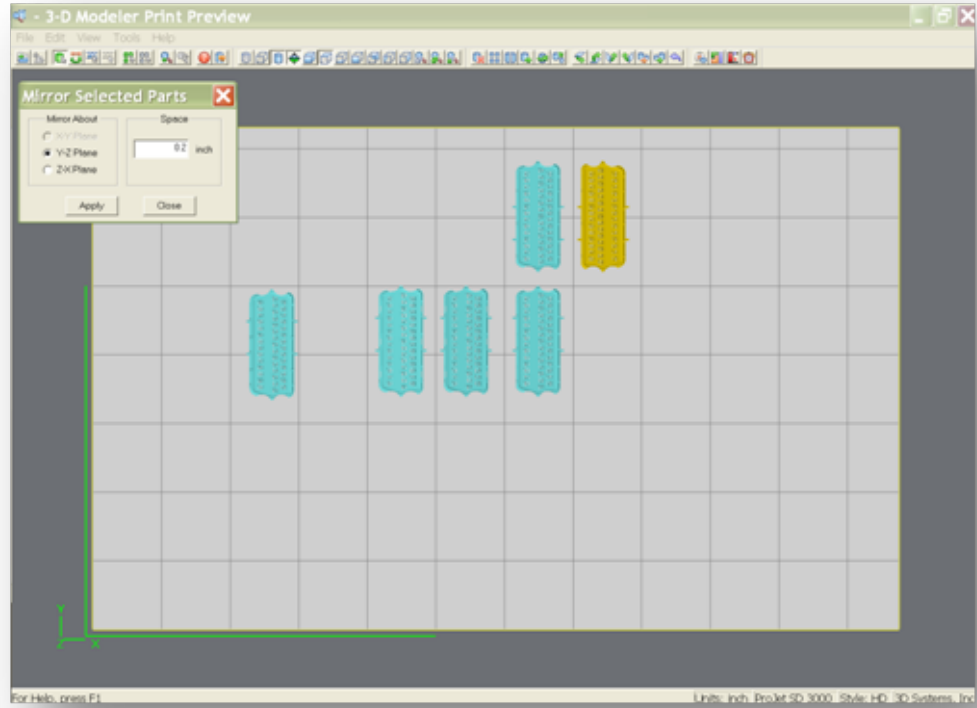 - 3-D Modeler Print Preview
File Edit View Tools Help
Mirror Selected Parts
Mirror About
Space
X-Y Plane
Y-Z Plane
Z-X Plane
0.2 inch
Apply
Close
Y
Z
X
For Help, press F1
Units: inch ProJet SD 3000 Style: HD 3D Systems, Inc